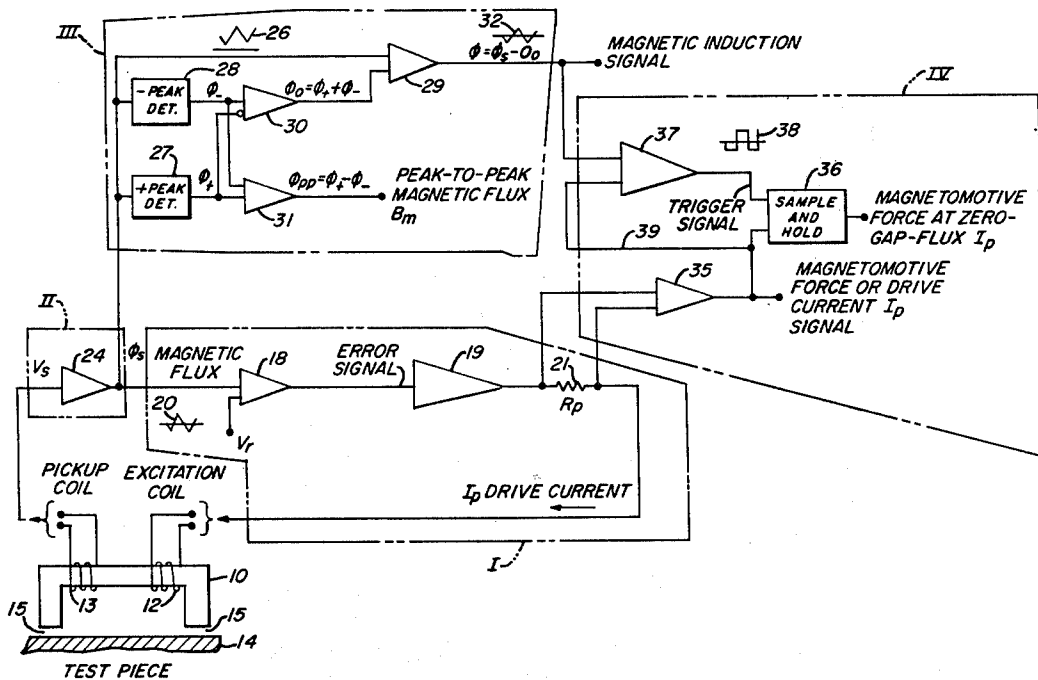 III
26
32
Φ=Φs-Oo
MAGNETIC INDUCTION
SIGNAL
28
-PEAK
DET.
Φ-
Φo=Φ++Φ-
29
30
IV
27
+PEAK
DET.
Φ+
Φpp=Φ+-Φ-
31
PEAK-TO-PEAK
MAGNETIC FLUX
Bm
37
38
36
SAMPLE
AND
HOLD
TRIGGER
SIGNAL
MAGNETOMOTIVE
FORCE AT ZERO-
GAP-FLUX Ip
39
35
MAGNETOMOTIVE
FORCE OR DRIVE
CURRENT Ip
SIGNAL
II
Vs
24
Φs
MAGNETIC
FLUX
18
ERROR
SIGNAL
19
21
Rp
20
Vr
PICKUP
COIL
EXCITATION
COIL
Ip DRIVE CURRENT
I
10
13
12
15
15
14
TEST PIECE